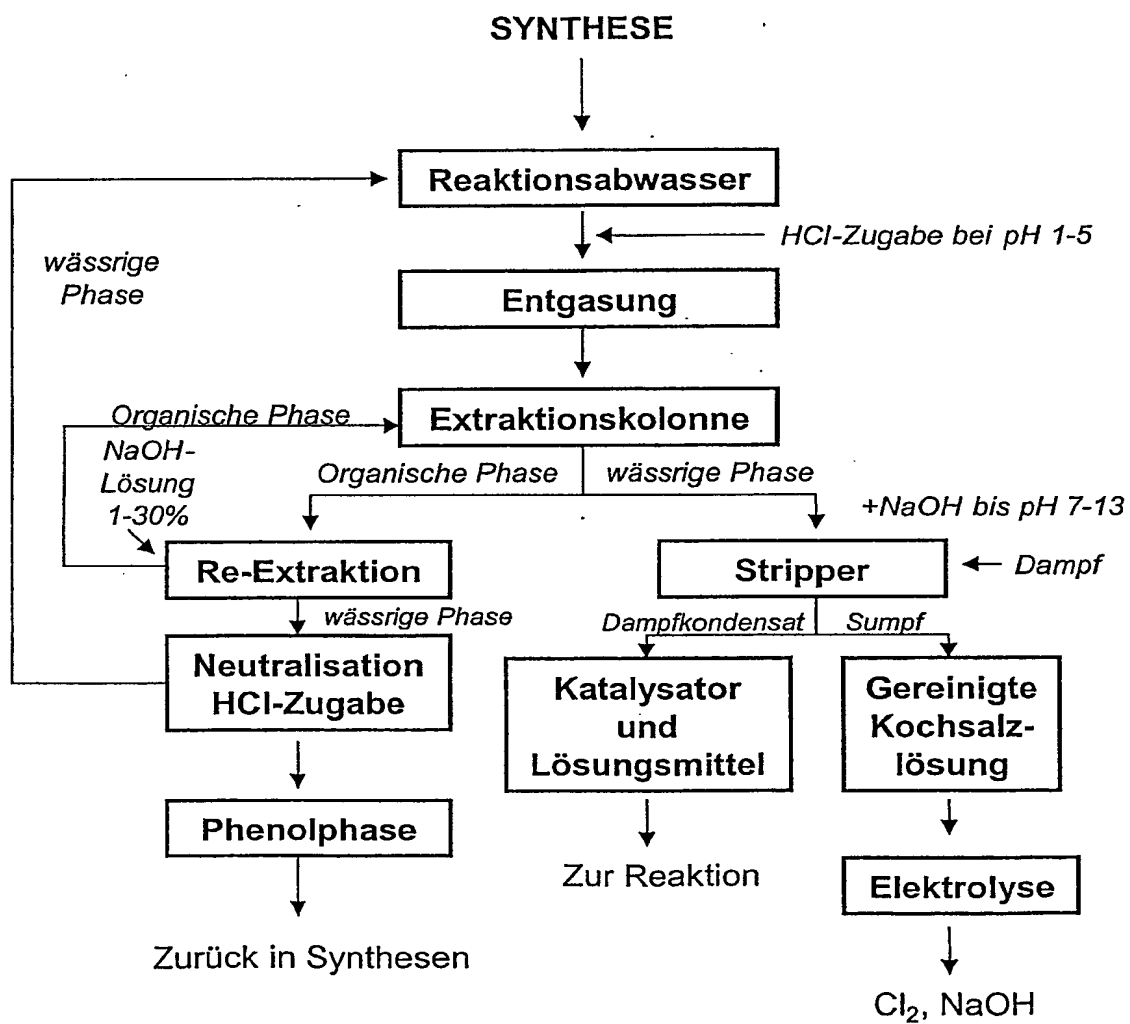 SYNTHESE
Reaktionsabwasser
HCl-Zugabe bei pH 1-5
wässrige
Phase
Entgasung
Extraktionskolonne
Organische Phase
NaOH-
Lösung
1-30%
Organische Phase
wässrige Phase
+NaOH bis pH 7-13
Re-Extraktion
Stripper
Dampf
wässrige Phase
Dampfkondensat
Sumpf
Neutralisation
HCl-Zugabe
Katalysator
und
Lösungsmittel
Gereinigte
Kochsalz-
lösung
Phenolphase
Zur Reaktion
Elektrolyse
Zurück in Synthesen
Cl₂, NaOH